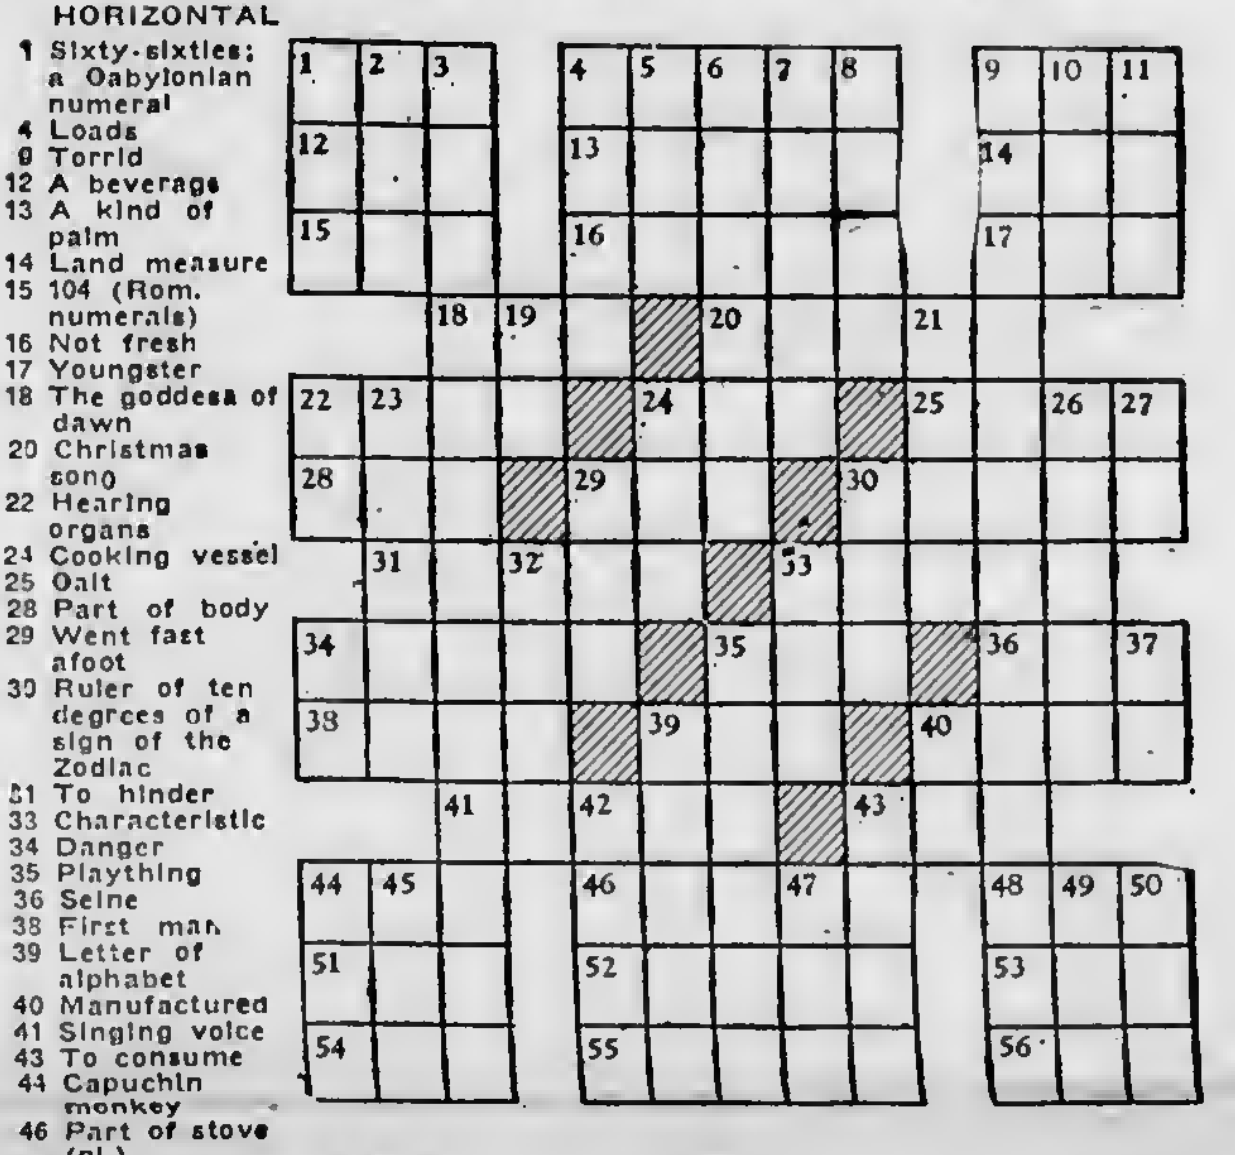 HORIZONTAL
1 Sixty-sixties;
a Oabylonian
numeral
4 Loads
9 Torrid
12 A beverage
13 A kind of
palm
14 Land measure
15 104 (Rom.
numerals)
16 Not fresh
17 Youngster
18 The goddess of
dawn
20 Christmas
song
22 Hearing
organs
24 Cooking vessel
25 Oalt
28 Part of body
29 Went fast
afoot
30 Ruler of ten
degrees of a
sign of the
Zodiac
31 To hinder
33 Characteristic
34 Danger
35 Plaything
36 Seine
38 First man
39 Letter of
alphabet
40 Manufactured
41 Singing voice
43 To consume
44 Capuchin
monkey
46 Part of stove
(pl.)
1 2 3 4 5 6 7 8 9 10 11
12 13 14
15 16 17
18 19 20 21
22 23 24 25 26 27
28 29 30
31 32 33
34 35 36 37
38 39 40
41 42 43
44 45 46 47 48 49 50
51 52 53
54 55 56